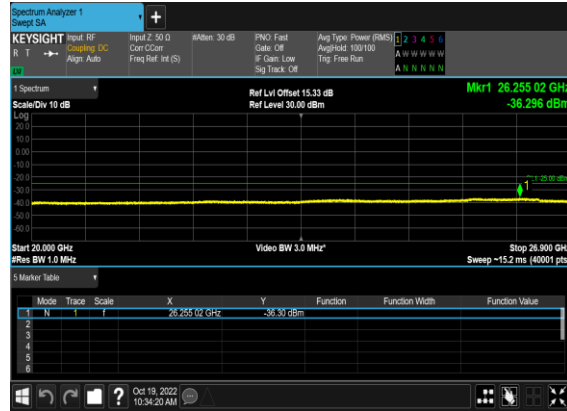 Spectrum Analyzer 1
Swept SA
+
KEYSIGHT Input: RF Input Z: 50 Ω #Atten: 30 dB PNO: Fast Avg Type: Power (RMS) 1 2 3 4 5 6
R T Coupling: DC Corr CCorr Gate: Off Avg|Hold: 100/100 A W W W W W
Align: Auto Freq Ref: Int (S) IF Gain: Low Trig: Free Run
Sig Track: Off A N N N N N
1 Spectrum Ref Lvl Offset 15.33 dB Mkr1 26.255 02 GHz
Scale/Div 10 dB Ref Level 30.00 dBm -36.296 dBm
Log
20.0
10.0
0.00
-10.0
-20.0
-30.0 1
-40.0
-50.0
-60.0
Start 20.000 GHz Video BW 3.0 MHz* Stop 26.900 GHz
#Res BW 1.0 MHz Sweep ~15.2 ms (40001 pts)
5 Marker Table
Mode Trace Scale X Y Function Function Width Function Value
1 N 1 f 26.255 02 GHz -36.30 dBm
2
3
4
5
6
? Oct 19, 2022
10:34:20 AM